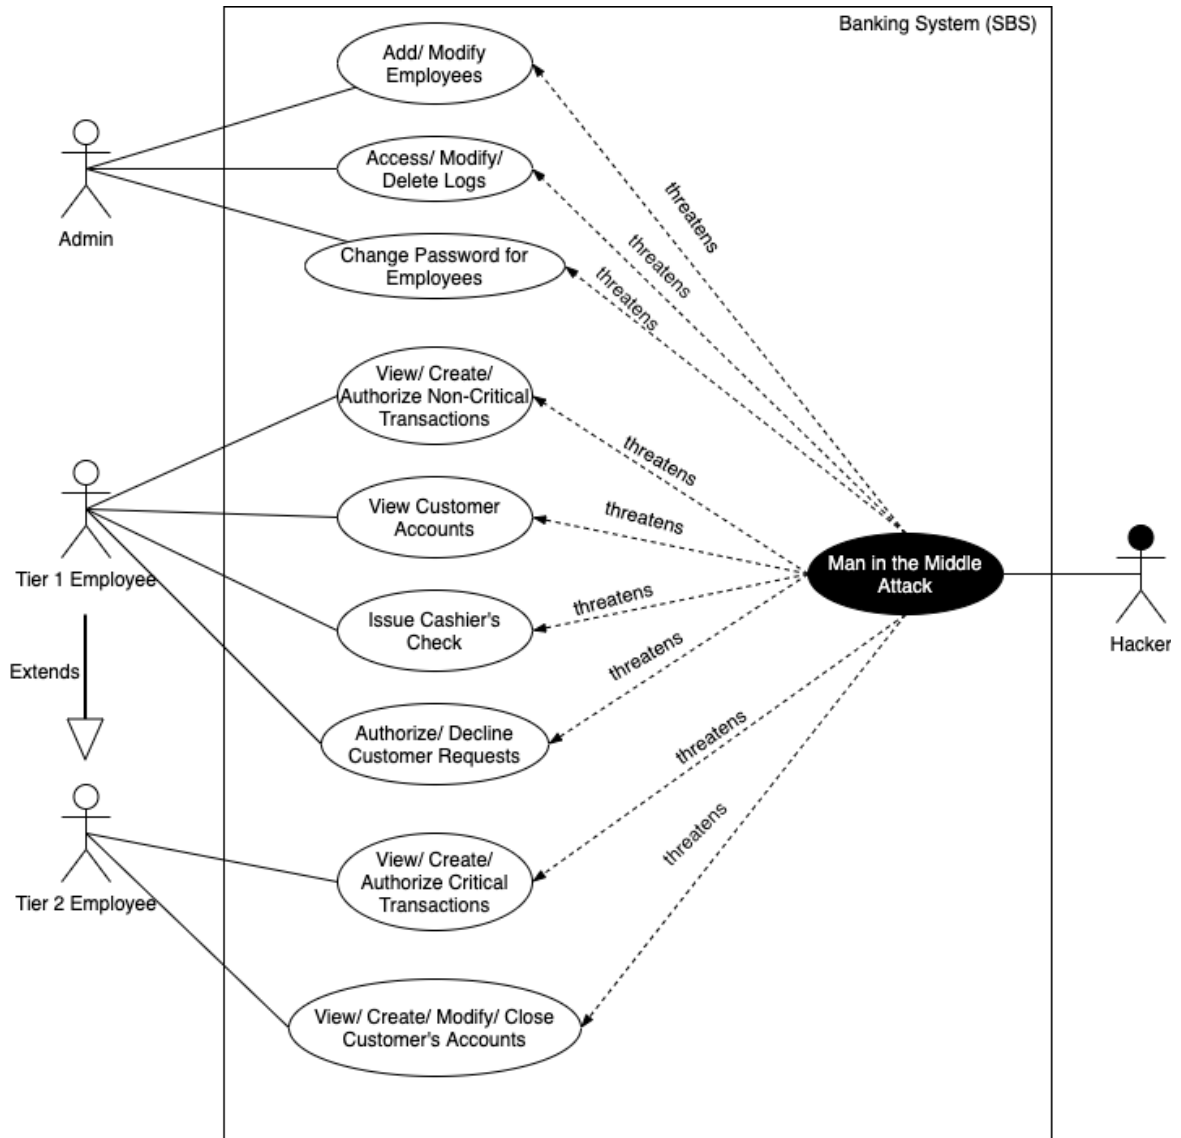 Banking System (SBS)
Add/ Modify
Employees
Access/ Modify/
Delete Logs
Admin
Change Password for
Employees
threatens
threatens
threatens
View/ Create/
Authorize Non-Critical
Transactions
threatens
View Customer
Accounts
threatens
Tier 1 Employee
Man in the Middle
Attack
Issue Cashier's
Check
threatens
Hacker
Extends
threatens
Authorize/ Decline
Customer Requests
threatens
View/ Create/
Authorize Critical
Transactions
threatens
Tier 2 Employee
View/ Create/ Modify/ Close
Customer's Accounts